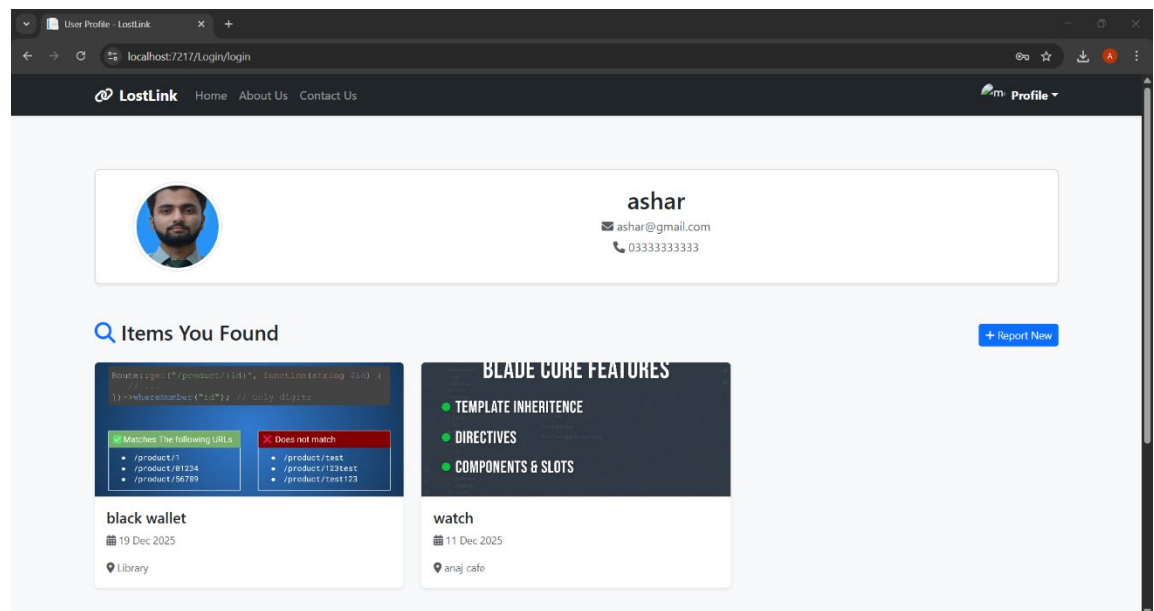 User Profile - LostLink
localhost:7217/Login/login
A
LostLink Home About Us Contact Us
m Profile
ashar
ashar@gmail.com
03333333333
Items You Found
+ Report New
Route::get("/product/{id}", function(string $id) {
// ...
})->whereNumber("id"); // only digits
Matches The following URLs
• /product/1
• /product/81234
• /product/56789
Does not match
• /product/test
• /product/123test
• /product/test123
BLADE CORE FEATURES
TEMPLATE INHERITENCE
DIRECTIVES
COMPONENTS & SLOTS
black wallet
19 Dec 2025
Library
watch
11 Dec 2025
anaj cafe